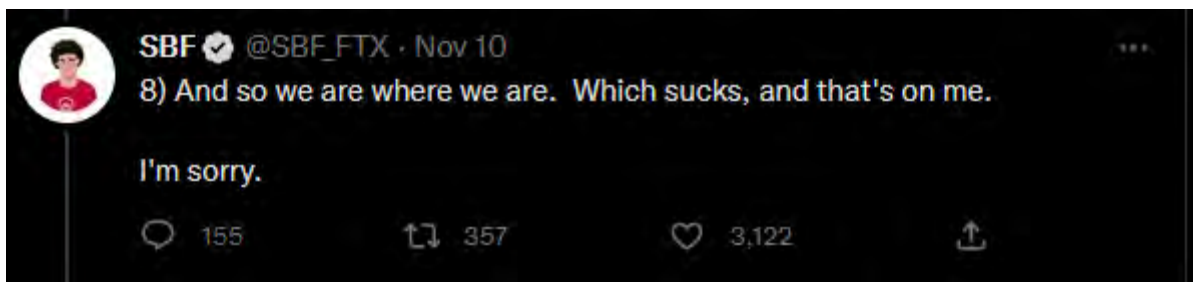 SBF @SBF_FTX · Nov 10
8) And so we are where we are. Which sucks, and that's on me.
I'm sorry.
155 357 3,122